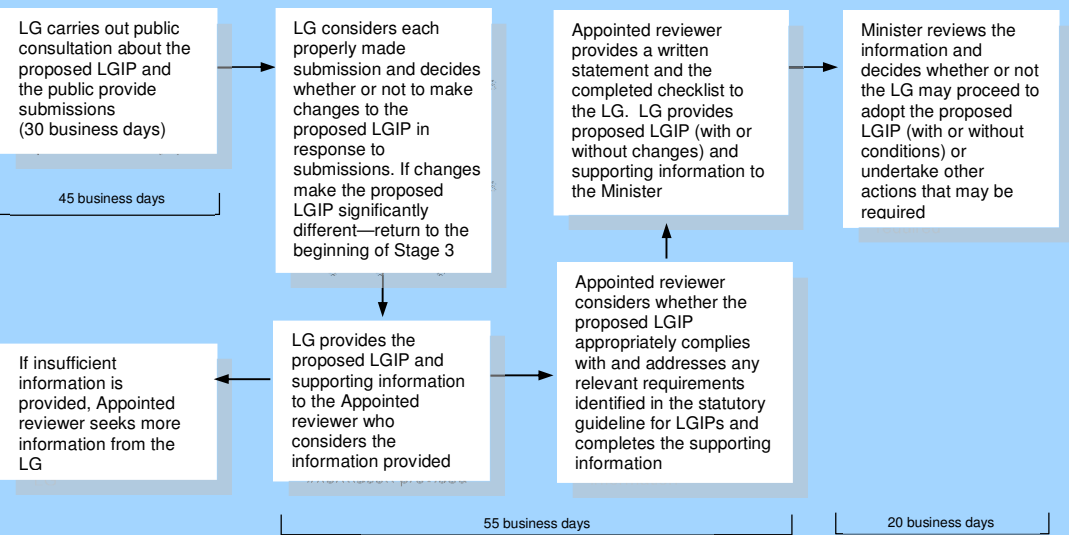 LG carries out public
consultation about the
proposed LGIP and
the public provide
submissions
(30 business days)
45 business days
LG considers each
properly made
submission and decides
whether or not to make
changes to the
proposed LGIP in
response to
submissions. If changes
make the proposed
LGIP significantly
different—return to the
beginning of Stage 3
LG provides the
proposed LGIP and
supporting information
to the Appointed
reviewer who
considers the
information provided
If insufficient
information is
provided, Appointed
reviewer seeks more
information from the
LG
Appointed reviewer
considers whether the
proposed LGIP
appropriately complies
with and addresses any
relevant requirements
identified in the statutory
guideline for LGIPs and
completes the supporting
information
Appointed reviewer
provides a written
statement and the
completed checklist to
the LG.  LG provides
proposed LGIP (with or
without changes) and
supporting information to
the Minister
55 business days
Minister reviews the
information and
decides whether or not
the LG may proceed to
adopt the proposed
LGIP (with or without
conditions) or
undertake other
actions that may be
required
20 business days